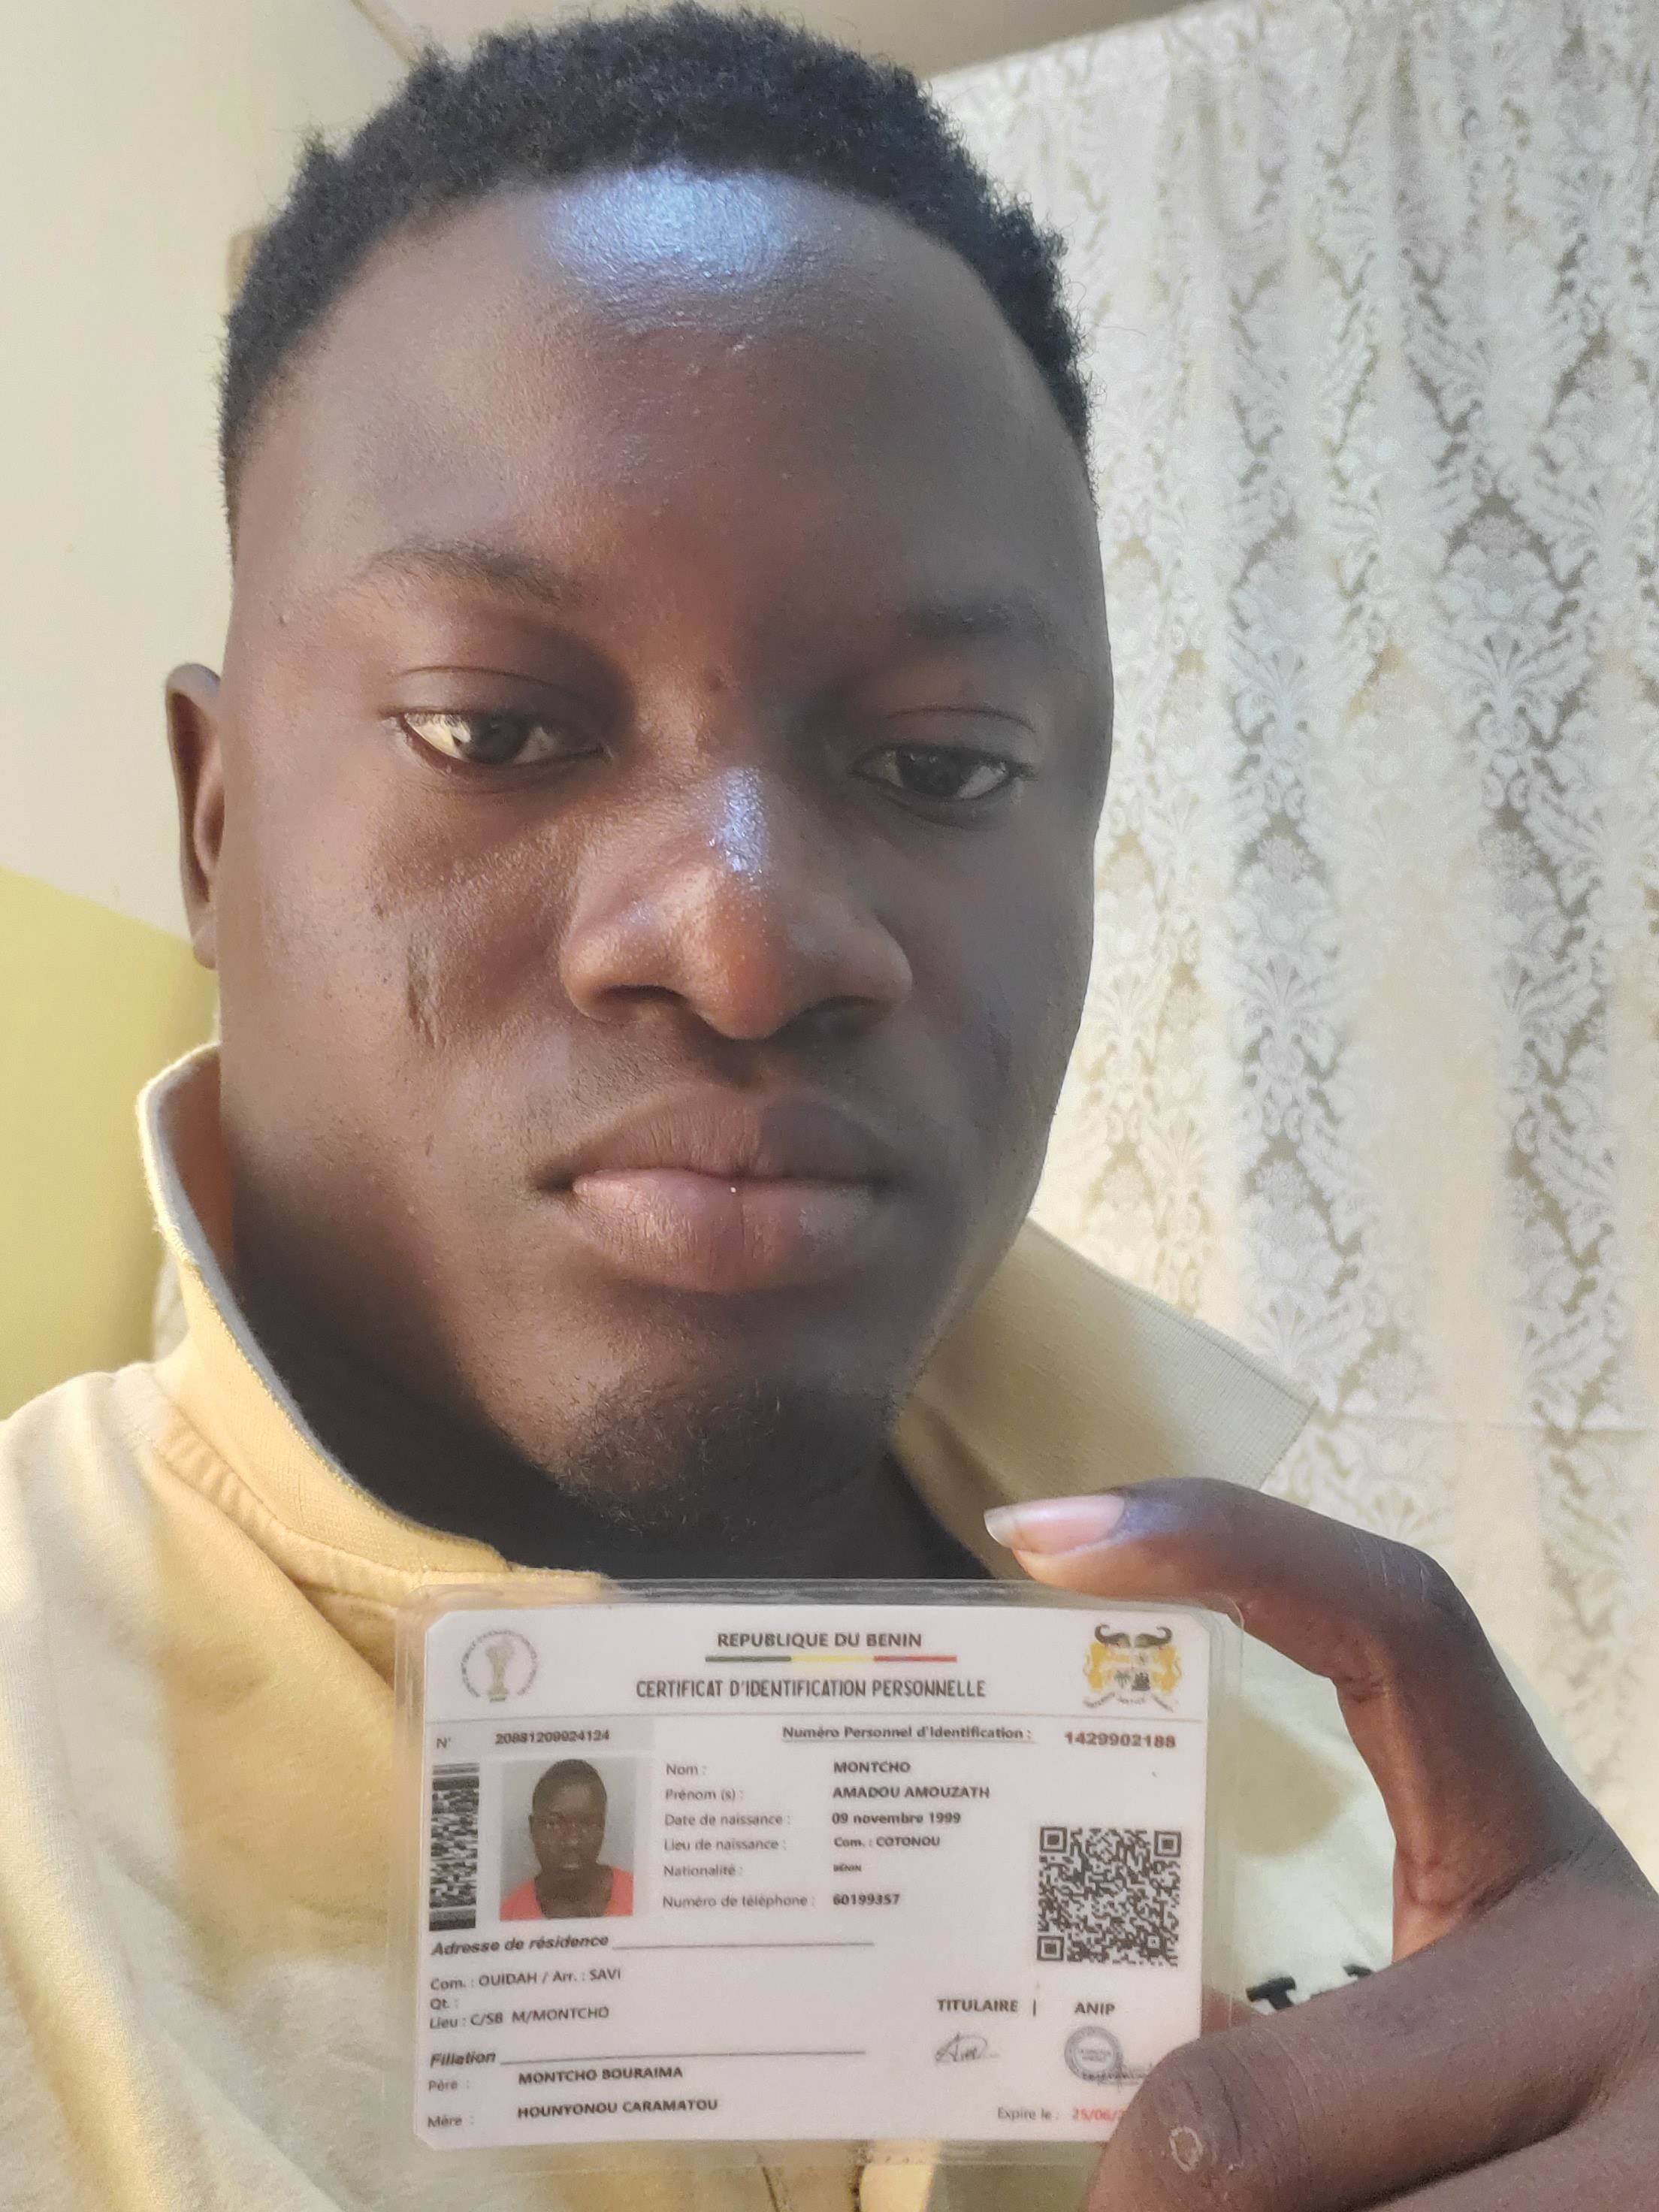 REPUBLIQUE DU BENIN
CERTIFICAT D'IDENTIFICATION PERSONNELLE
N° 20881209924124
Numéro Personnel d'Identification : 1429902188
Nom : MONTCHO
Prénom (s) : AMADOU AMOUZATH
Date de naissance : 09 novembre 1999
Lieu de naissance : Com. : COTONOU
Nationalité : BENIN
Numéro de téléphone : 60199357
Adresse de résidence
Com. : OUIDAH / Arr. : SAVI
Qt. :
Lieu : C/SB M/MONTCHO
TITULAIRE | ANIP
Filiation
Père : MONTCHO BOURAIMA
Mère : HOUNYONOU CARAMATOU
Expire le : 25/06/